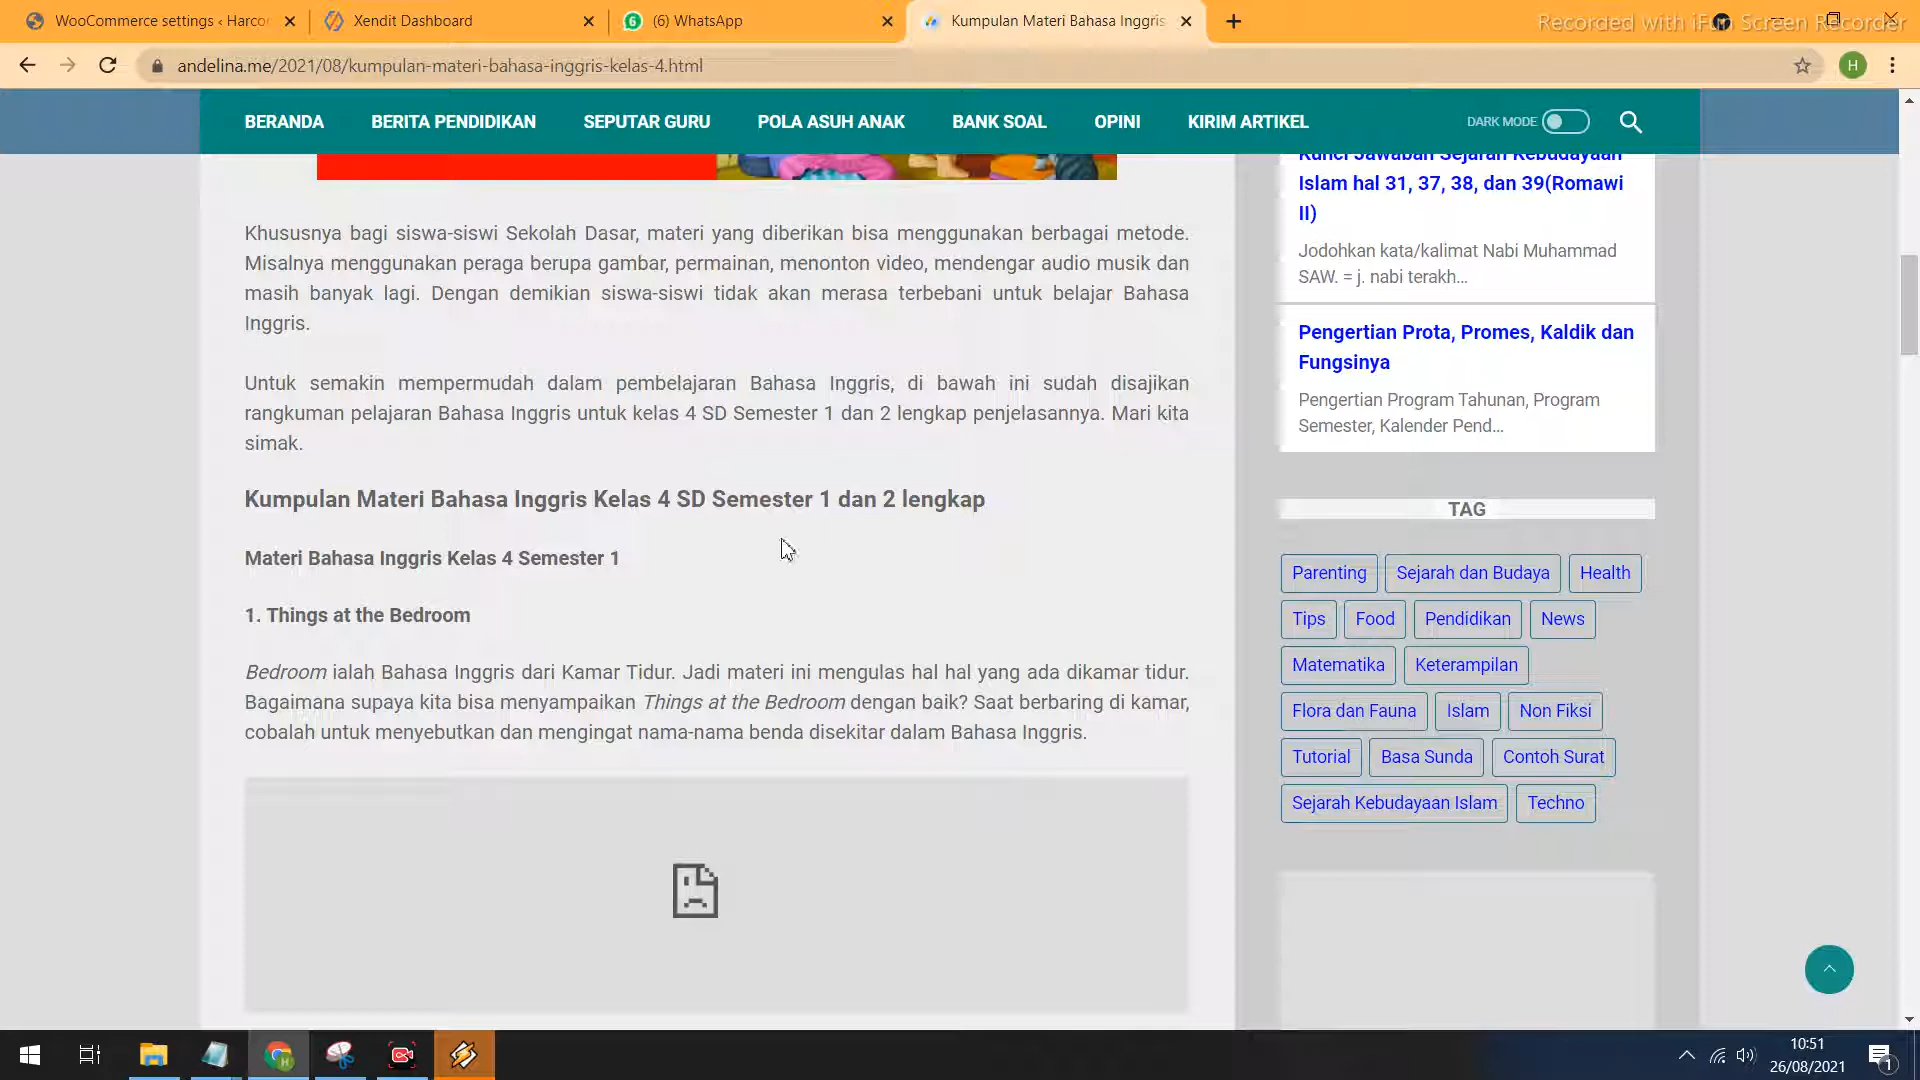 WooCommerce settings ‹ Harco
Xendit Dashboard
(6) WhatsApp
Kumpulan Materi Bahasa Inggris
Recorded with iFun Screen Recorder
andelina.me/2021/08/kumpulan-materi-bahasa-inggris-kelas-4.html
H
BERANDA
BERITA PENDIDIKAN
SEPUTAR GURU
POLA ASUH ANAK
BANK SOAL
OPINI
KIRIM ARTIKEL
DARK MODE
Khususnya bagi siswa-siswi Sekolah Dasar, materi yang diberikan bisa menggunakan berbagai metode.
Misalnya menggunakan peraga berupa gambar, permainan, menonton video, mendengar audio musik dan
masih banyak lagi. Dengan demikian siswa-siswi tidak akan merasa terbebani untuk belajar Bahasa
Inggris.
Untuk semakin mempermudah dalam pembelajaran Bahasa Inggris, di bawah ini sudah disajikan
rangkuman pelajaran Bahasa Inggris untuk kelas 4 SD Semester 1 dan 2 lengkap penjelasannya. Mari kita
simak.
Kumpulan Materi Bahasa Inggris Kelas 4 SD Semester 1 dan 2 lengkap
Materi Bahasa Inggris Kelas 4 Semester 1
1. Things at the Bedroom
Bedroom ialah Bahasa Inggris dari Kamar Tidur. Jadi materi ini mengulas hal hal yang ada dikamar tidur.
Bagaimana supaya kita bisa menyampaikan Things at the Bedroom dengan baik? Saat berbaring di kamar,
cobalah untuk menyebutkan dan mengingat nama-nama benda disekitar dalam Bahasa Inggris.
Kunci Jawaban Sejarah Kebudayaan
Islam hal 31, 37, 38, dan 39(Romawi
II)
Jodohkan kata/kalimat Nabi Muhammad
SAW. = j. nabi terakh...
Pengertian Prota, Promes, Kaldik dan
Fungsinya
Pengertian Program Tahunan, Program
Semester, Kalender Pend...
TAG
Parenting
Sejarah dan Budaya
Health
Tips
Food
Pendidikan
News
Matematika
Keterampilan
Flora dan Fauna
Islam
Non Fiksi
Tutorial
Basa Sunda
Contoh Surat
Sejarah Kebudayaan Islam
Techno
10:51
26/08/2021
1